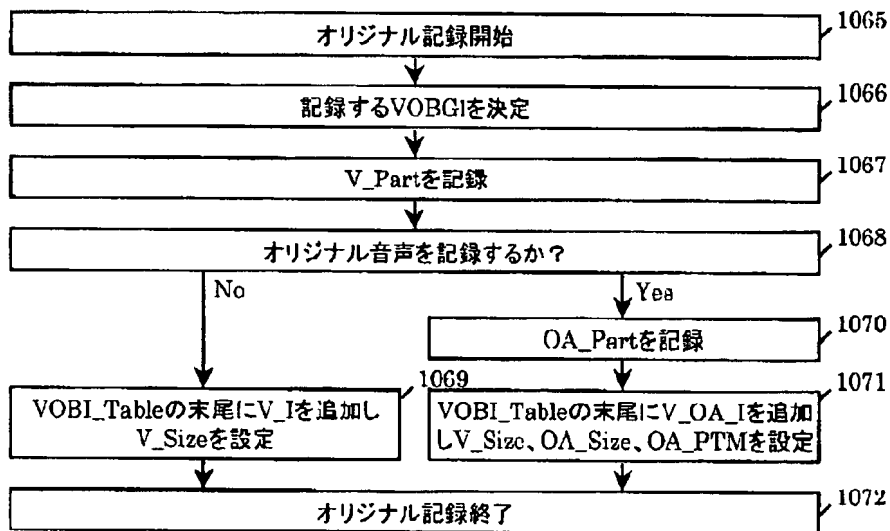 オリジナル記録開始
1065
記録するVOBGIを決定
1066
V_Partを記録
1067
オリジナル音声を記録するか？
1068
No
Yes
OA_Partを記録
1070
VOBI_Tableの末尾にV_Iを追加し
V_Sizeを設定
1069
VOBI_Tableの末尾にV_OA_Iを追加
しV_Size、OA_Size、OA_PTMを設定
1071
オリジナル記録終了
1072